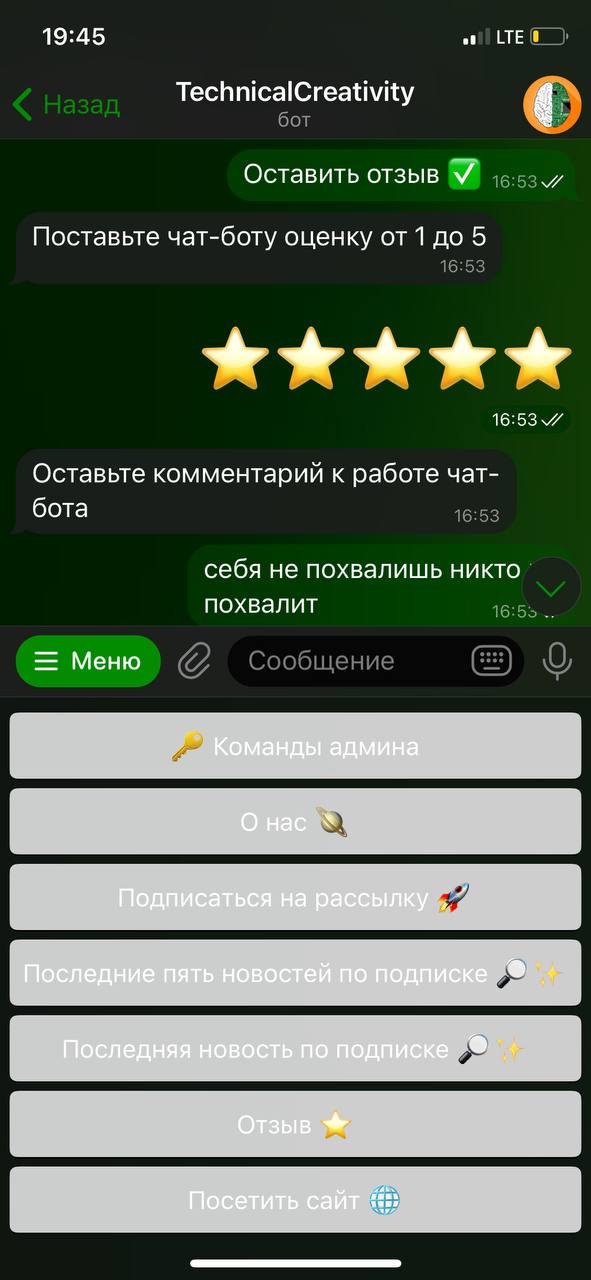 19:45
LTE
Назад
TechnicalCreativity
бот
Оставить отзыв ✅ 16:53
Поставьте чат-боту оценку от 1 до 5
16:53
⭐⭐⭐⭐⭐
16:53
Оставьте комментарий к работе чат-
бота
16:53
себя не похвалишь никто
похвалит
16:53
Меню
Сообщение
🔑 Команды админа
О нас 🪐
Подписаться на рассылку 🚀
Последние пять новостей по подписке 🔎✨
Последняя новость по подписке 🔎✨
Отзыв ⭐
Посетить сайт 🌐